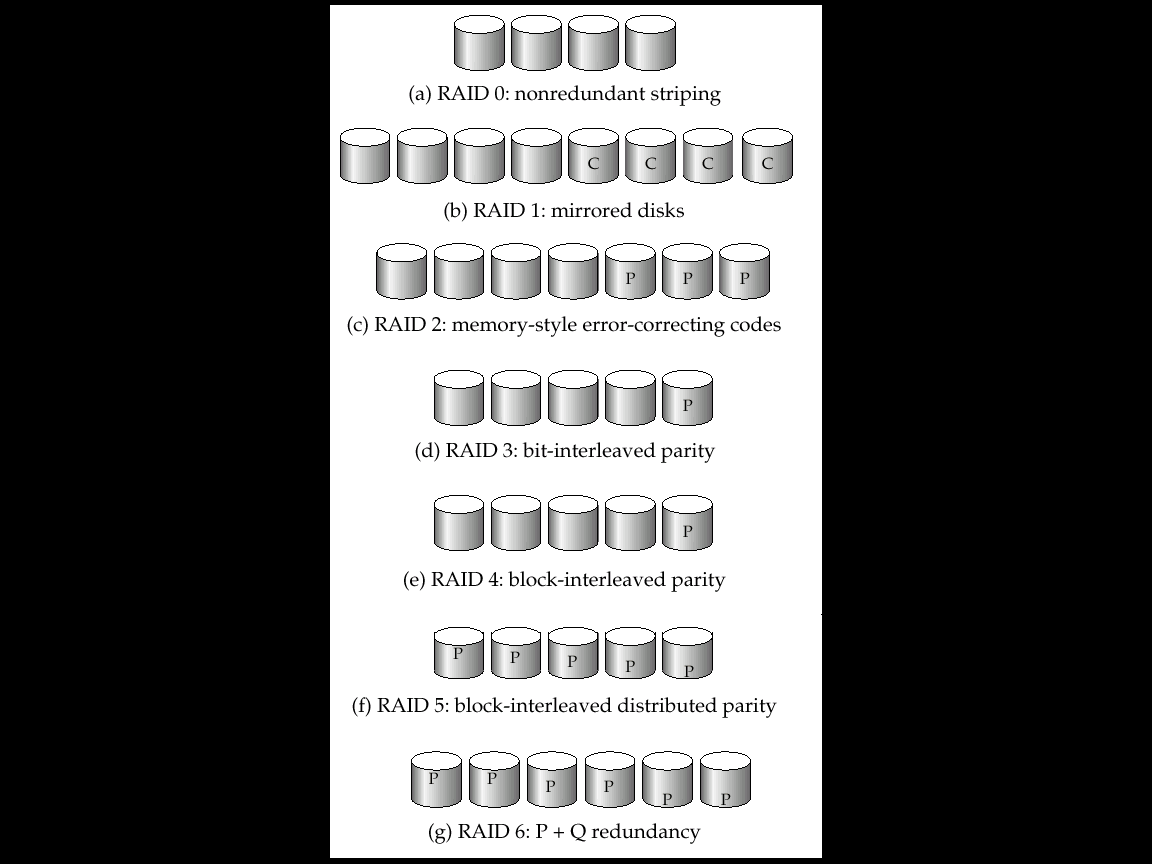 (a) RAID 0: nonredundant striping
C C C C
(b) RAID 1: mirrored disks
P P P
(c) RAID 2: memory-style error-correcting codes
P
(d) RAID 3: bit-interleaved parity
P
(e) RAID 4: block-interleaved parity
P P P P P
(f) RAID 5: block-interleaved distributed parity
P P P P P P
(g) RAID 6: P + Q redundancy